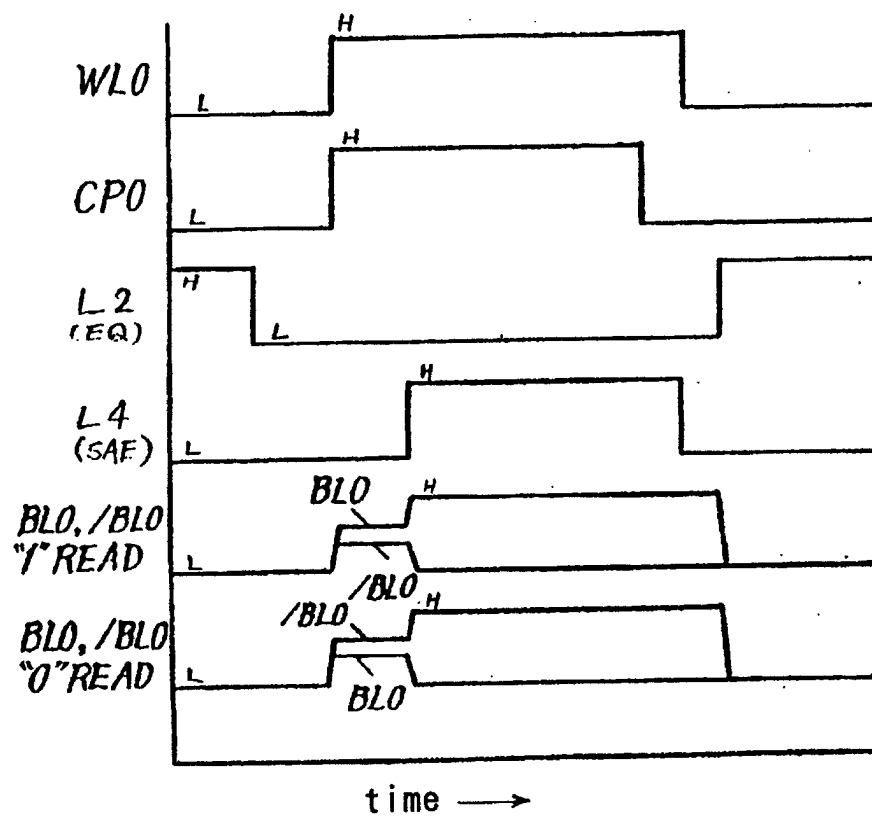 H
WL0
L
H
CP0
L
H
L2
(EQ)
L
H
L4
(SAE)
L
BL0
H
BL0, /BL0
"1" READ
L
/BL0
H
/BL0
BL0, /BL0
"0" READ
L
BL0
time